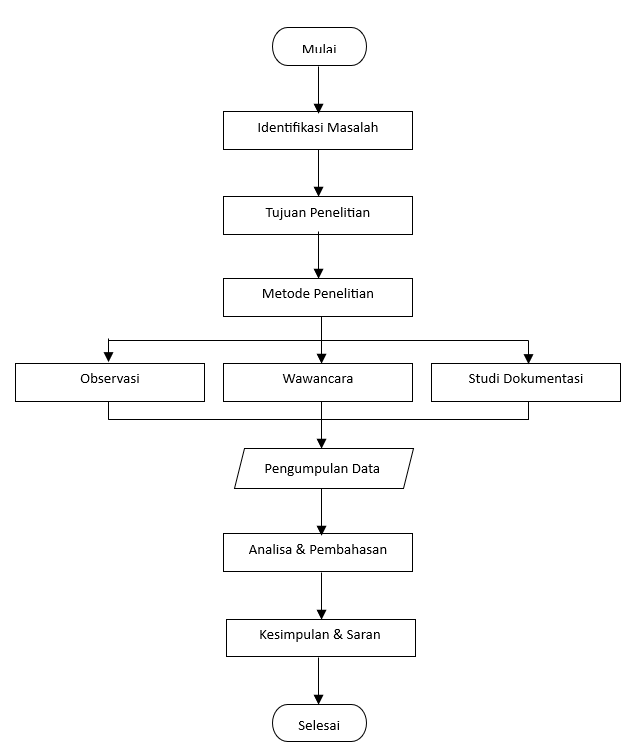 Mulai
Identifikasi Masalah
Tujuan Penelitian
Metode Penelitian
Observasi
Wawancara
Studi Dokumentasi
Pengumpulan Data
Analisa & Pembahasan
Kesimpulan & Saran
Selesai